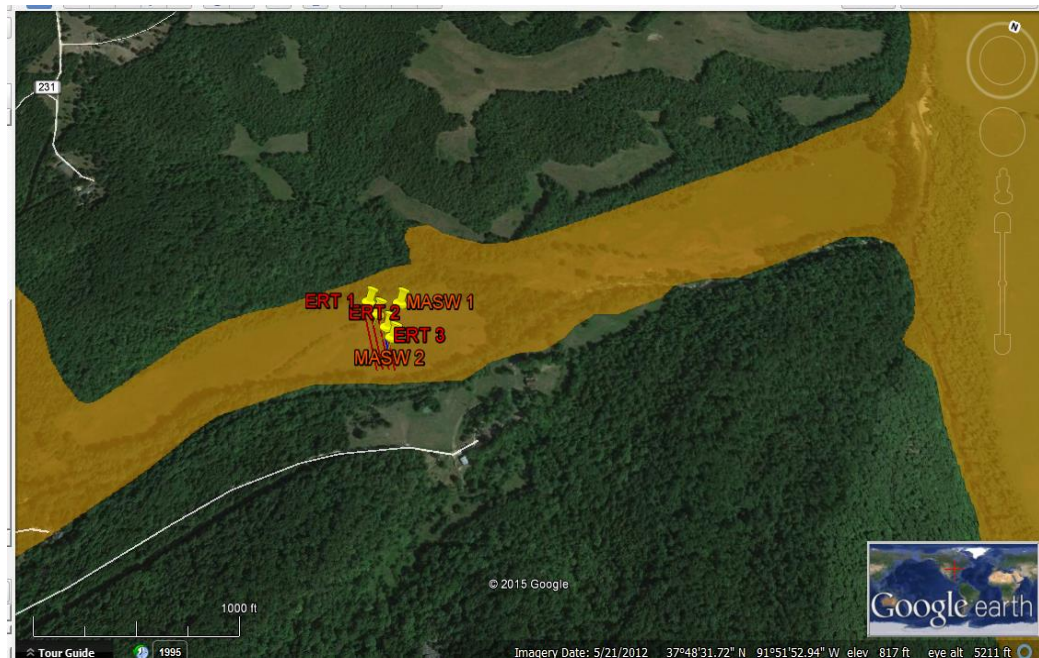 N
231
ERT 1
MASW 1
ERT 2
ERT 3
MASW 2
© 2015 Google
1000 ft
Google earth
Tour Guide
1995
Imagery Date: 5/21/2012 37°48'31.72" N 91°51'52.94" W elev 817 ft eye alt 5211 ft